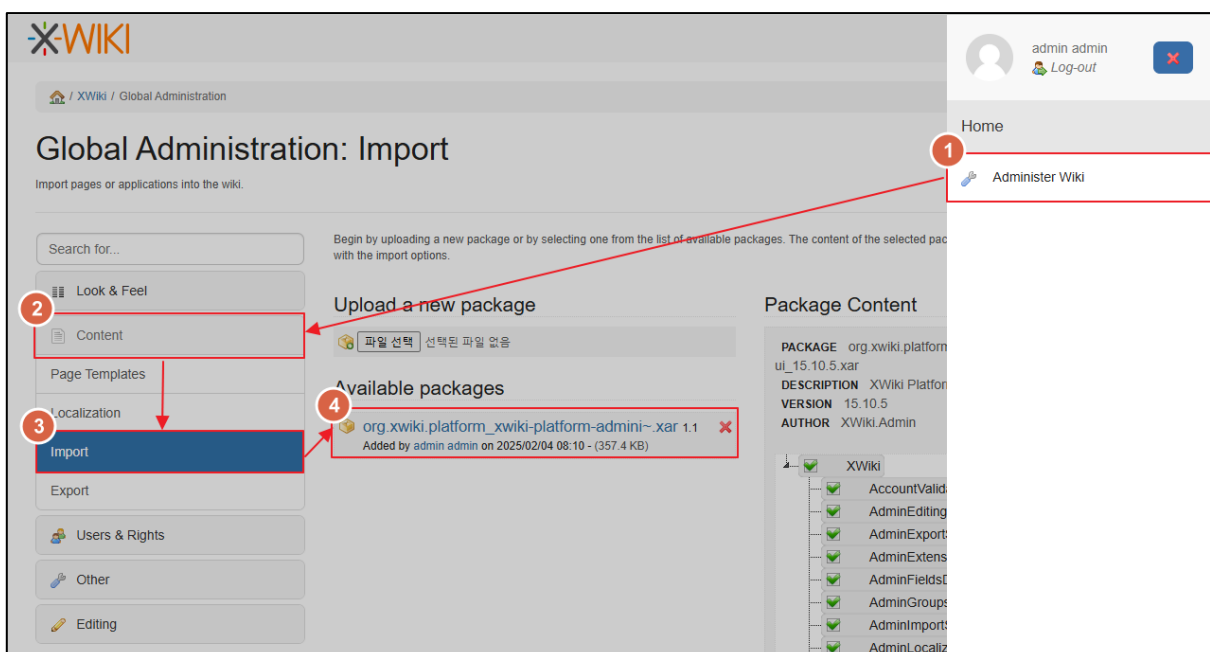 XWIKI
admin admin
Log-out
/ XWiki / Global Administration
Home
Global Administration: Import
1
Administer Wiki
Import pages or applications into the wiki.
Search for...
Begin by uploading a new package or by selecting one from the list of available packages. The content of the selected pac
with the import options.
Look & Feel
2
Content
Page Templates
Localization
3
Import
Export
Users & Rights
Other
Editing
Upload a new package
파일 선택 선택된 파일 없음
Available packages
4
org.xwiki.platform_xwiki-platform-admini~.xar 1.1
Added by admin admin on 2025/02/04 08:10 - (357.4 KB)
Package Content
PACKAGE org.xwiki.platform
ui_15.10.5.xar
DESCRIPTION XWiki Platfor
VERSION 15.10.5
AUTHOR XWiki.Admin
XWiki
AccountValid
AdminEditing
AdminExport
AdminExtens
AdminFields
AdminGroups
AdminImport
AdminLocaliz